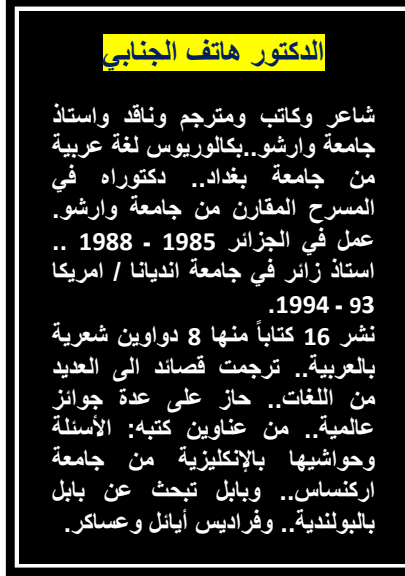 الدكتور هاتف الجنابي
شاعر وكاتب ومترجم وناقد واستاذ
جامعة وارشو..بكالوريوس لغة عربية
من جامعة بغداد.. دكتوراه في
المسرح المقارن من جامعة وارشو.
عمل في الجزائر 1985 - 1988 ..
استاذ زائر في جامعة انديانا / امريكا
93 - 1994.
نشر 16 كتاباً منها 8 دواوين شعرية
بالعربية.. ترجمت قصائد الى العديد
من اللغات.. حاز على عدة جوائز
عالمية.. من عناوين كتبه: الأسئلة
وحواشيها بالإنكليزية من جامعة
اركنساس.. وبابل تبحث عن بابل
بالبولندية.. وفراديس أيائل وعساكر.